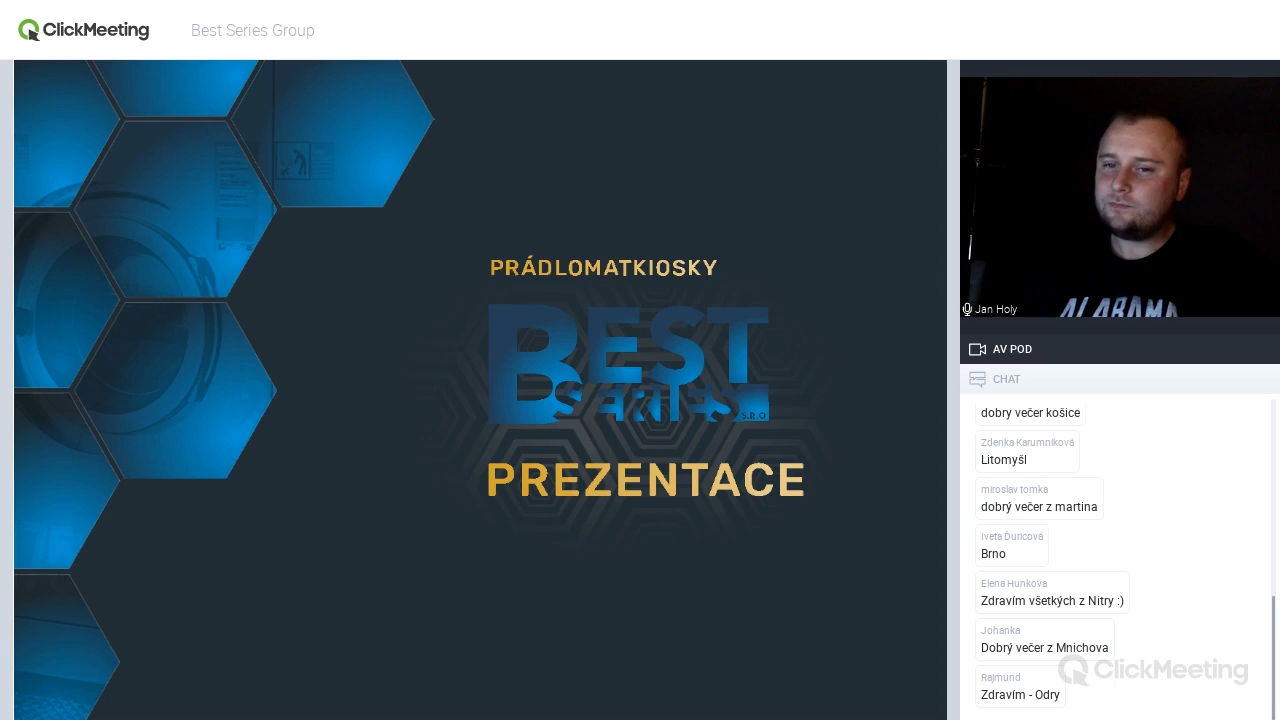 ClickMeeting
Best Series Group
PRÁDLOMATKIOSKY
BEST
SERIES
S.R.O
PREZENTACE
ALABAMA
Jan Holy
AV POD
CHAT
dobry večer košice
Zdenka Karumníková
Litomyšl
miroslav tomka
dobrý večer z martina
Iveta Ďuricová
Brno
Elena Hunkova
Zdravím všetkých z Nitry :)
Johanka
Dobrý večer z Mnichova
ClickMeeting
Rajmund
Zdravím - Odry